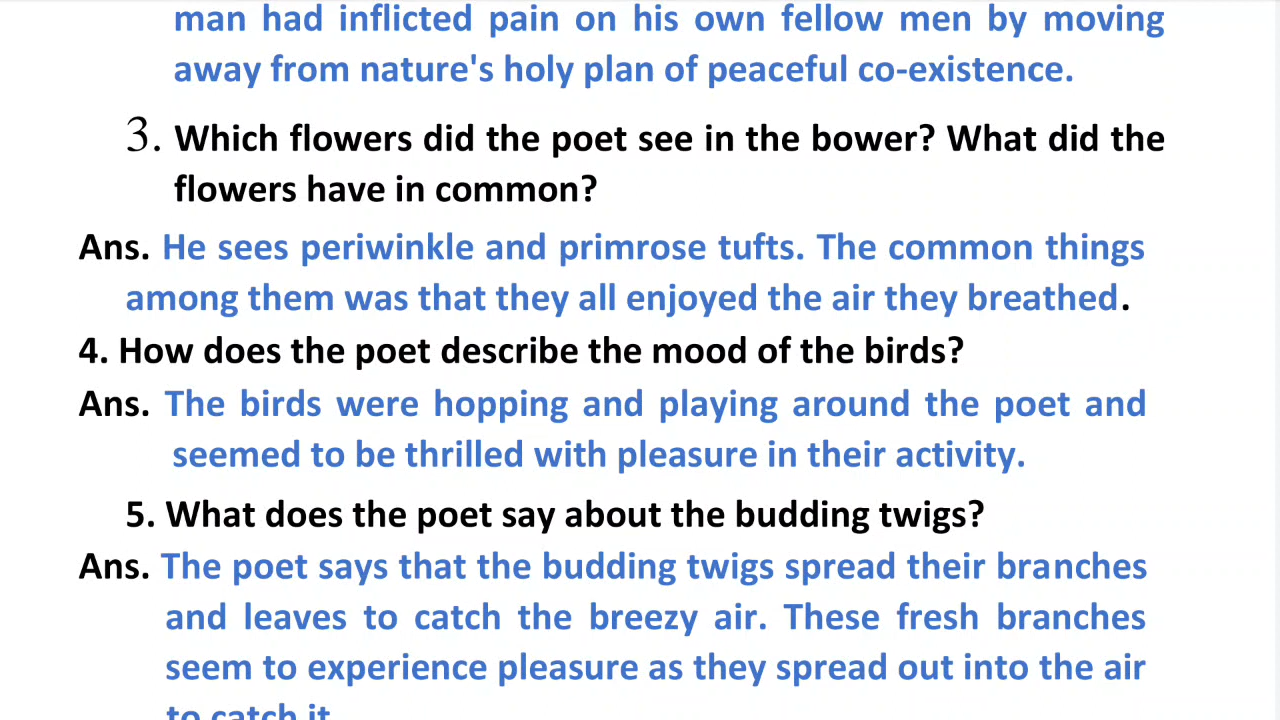 man had inflicted pain on his own fellow men by moving
away from nature's holy plan of peaceful co-existence.
3. Which flowers did the poet see in the bower? What did the
flowers have in common?
Ans. He sees periwinkle and primrose tufts. The common things
among them was that they all enjoyed the air they breathed.
4. How does the poet describe the mood of the birds?
Ans. The birds were hopping and playing around the poet and
seemed to be thrilled with pleasure in their activity.
5. What does the poet say about the budding twigs?
Ans. The poet says that the budding twigs spread their branches
and leaves to catch the breezy air. These fresh branches
seem to experience pleasure as they spread out into the air
to catch it